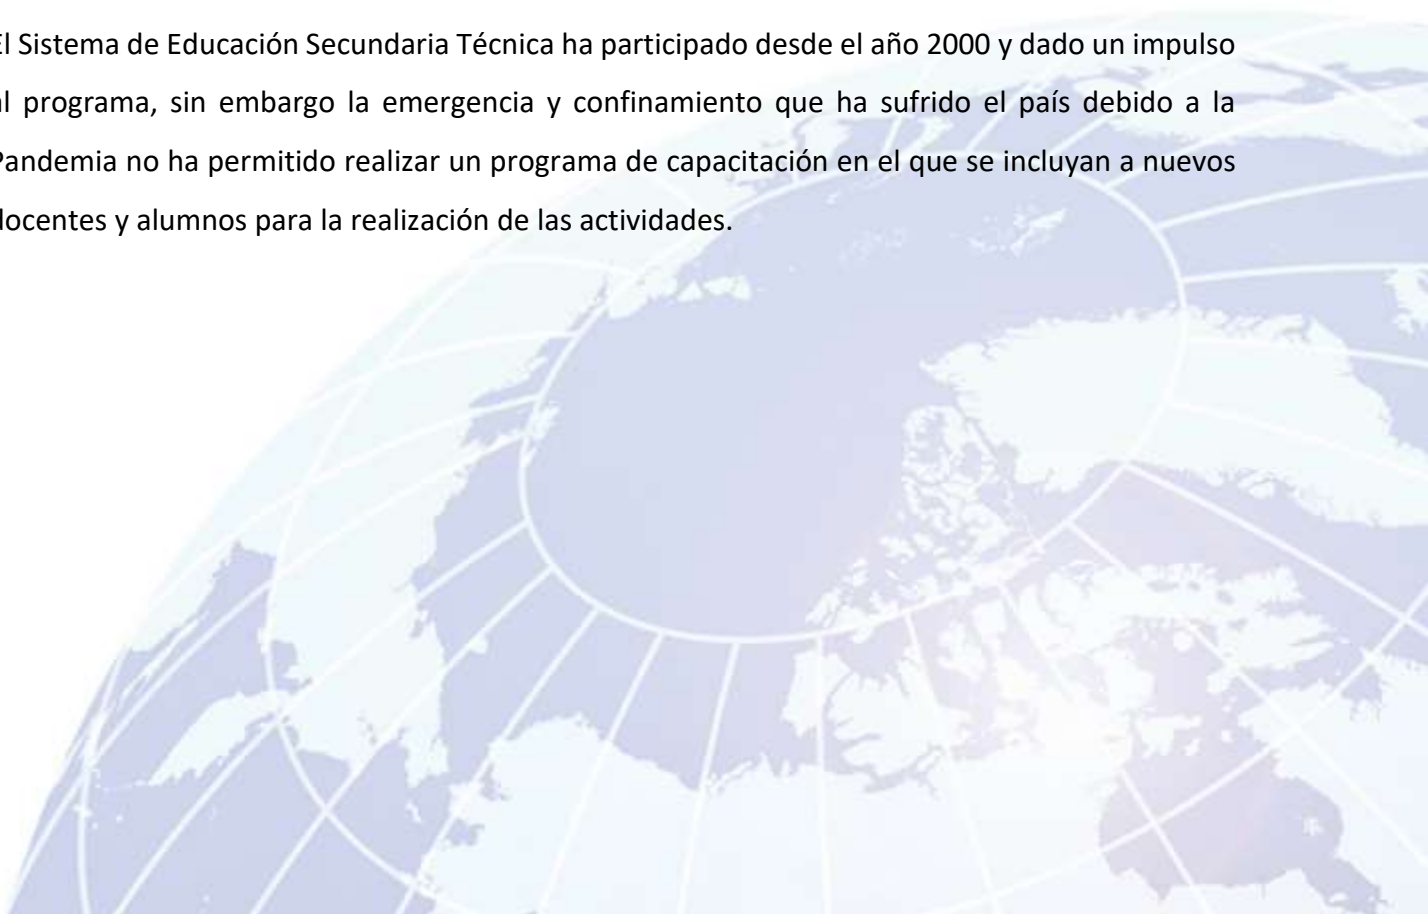 El Sistema de Educación Secundaria Técnica ha participado desde el año 2000 y dado un impulso
al programa, sin embargo la emergencia y confinamiento que ha sufrido el país debido a la
Pandemia no ha permitido realizar un programa de capacitación en el que se incluyan a nuevos
docentes y alumnos para la realización de las actividades.